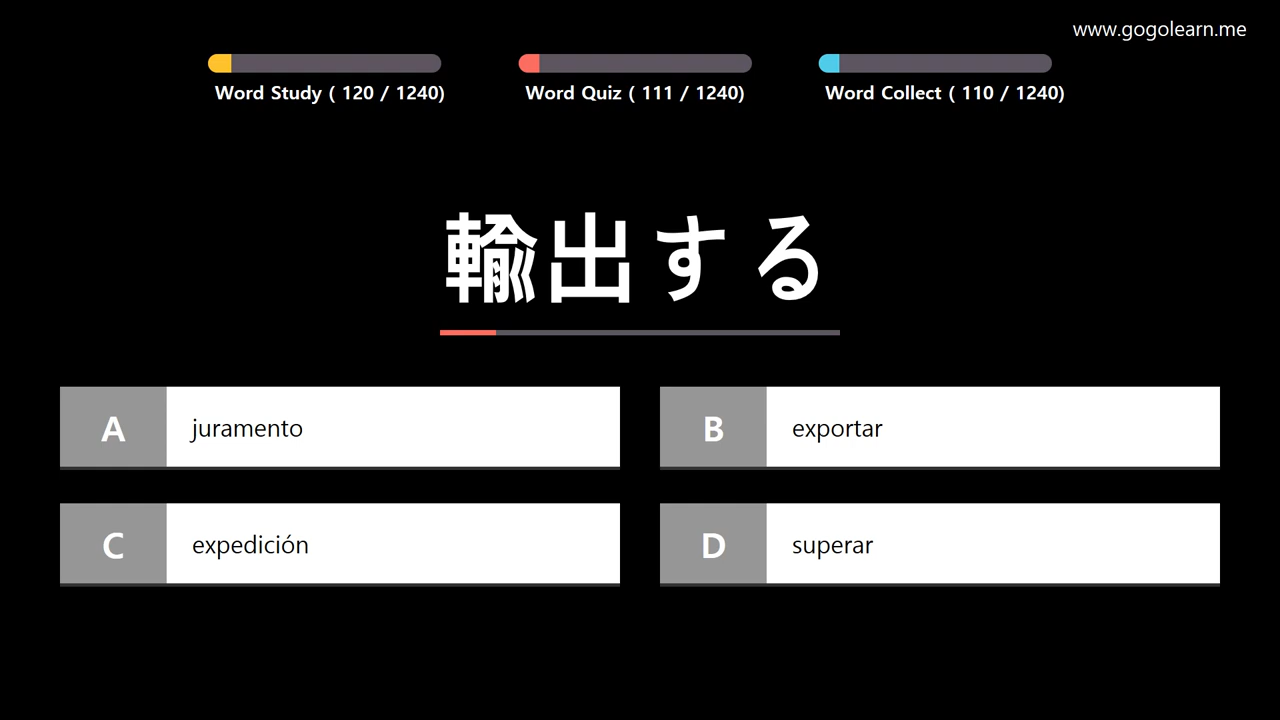 www.gogolearn.me
Word Study ( 120 / 1240)
Word Quiz ( 111 / 1240)
Word Collect ( 110 / 1240)
輸出する
A juramento
B exportar
C expedición
D superar